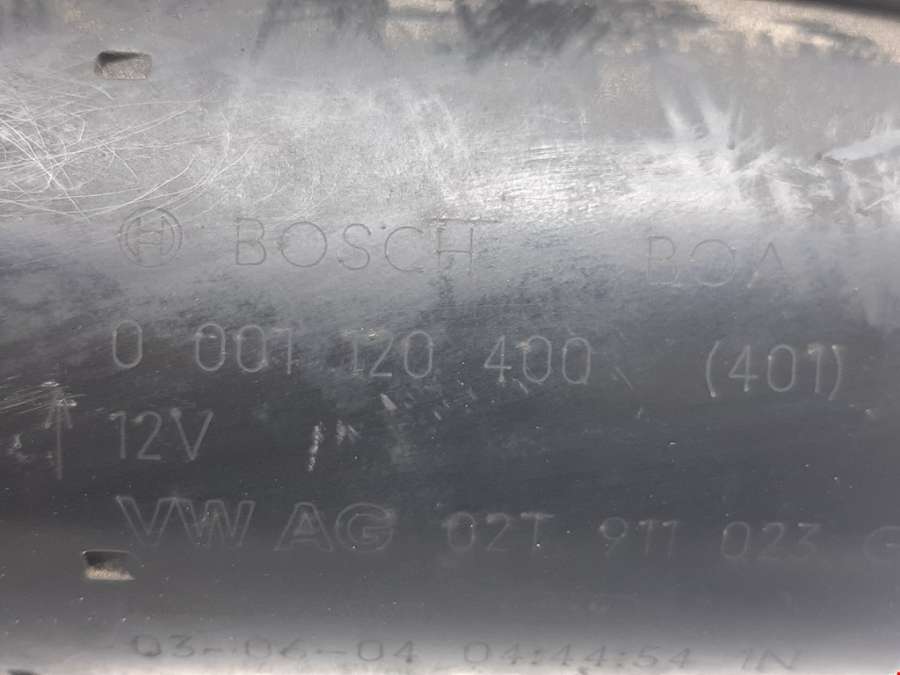 BOSCH BOA
0 001 120 400 (401)
12V
VW AG 02T 911 023 G
03-06-04 04:44:54 1N